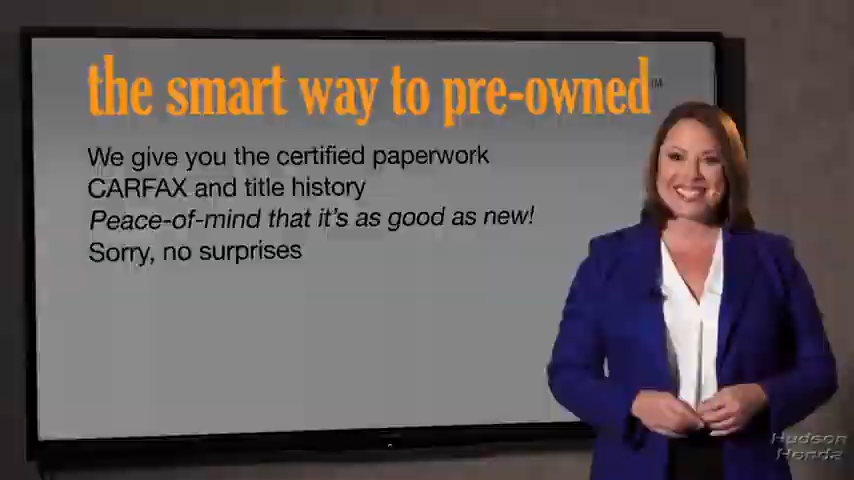 the smart way to pre-owned™
We give you the certified paperwork
CARFAX and title history
Peace-of-mind that it's as good as new!
Sorry, no surprises
Hudson
Honda